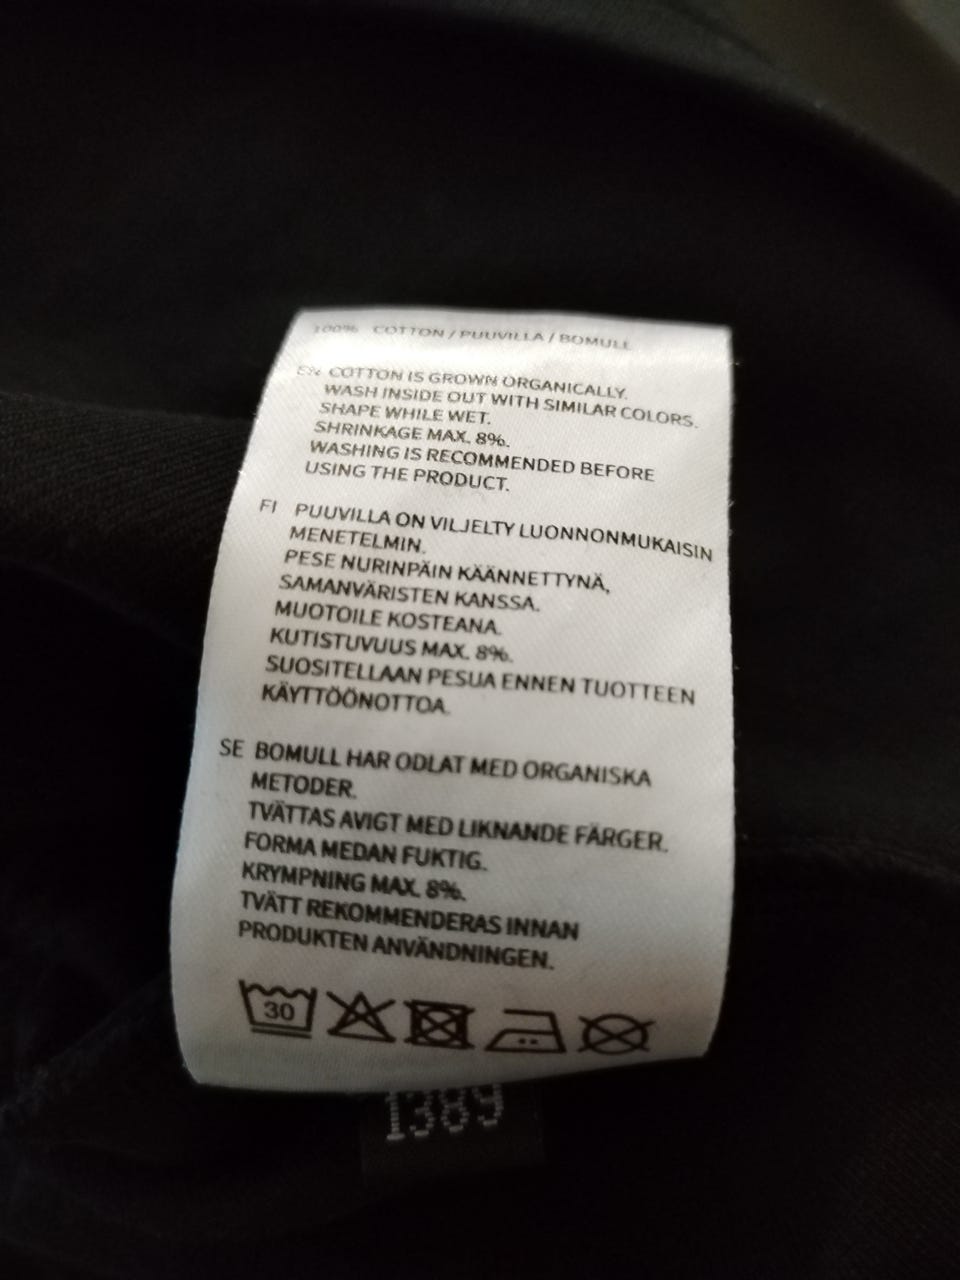 100% COTTON / PUUVILLA / BOMULL
EN COTTON IS GROWN ORGANICALLY.
WASH INSIDE OUT WITH SIMILAR COLORS.
SHAPE WHILE WET.
SHRINKAGE MAX. 8%.
WASHING IS RECOMMENDED BEFORE
USING THE PRODUCT.
FI PUUVILLA ON VILJELTY LUONNONMUKAISIN
MENETELMIN.
PESE NURINPÄIN KÄÄNNETTYNÄ,
SAMANVÄRISTEN KANSSA.
MUOTOILE KOSTEANA.
KUTISTUVUUS MAX. 8%.
SUOSITELLAAN PESUA ENNEN TUOTTEEN
KÄYTTÖÖNOTTOA.
SE BOMULL HAR ODLAT MED ORGANISKA
METODER.
TVÄTTAS AVIGT MED LIKNANDE FÄRGER.
FORMA MEDAN FUKTIG.
KRYMPNING MAX. 8%.
TVÄTT REKOMMENDERAS INNAN
PRODUKTEN ANVÄNDNINGEN.
30
1389